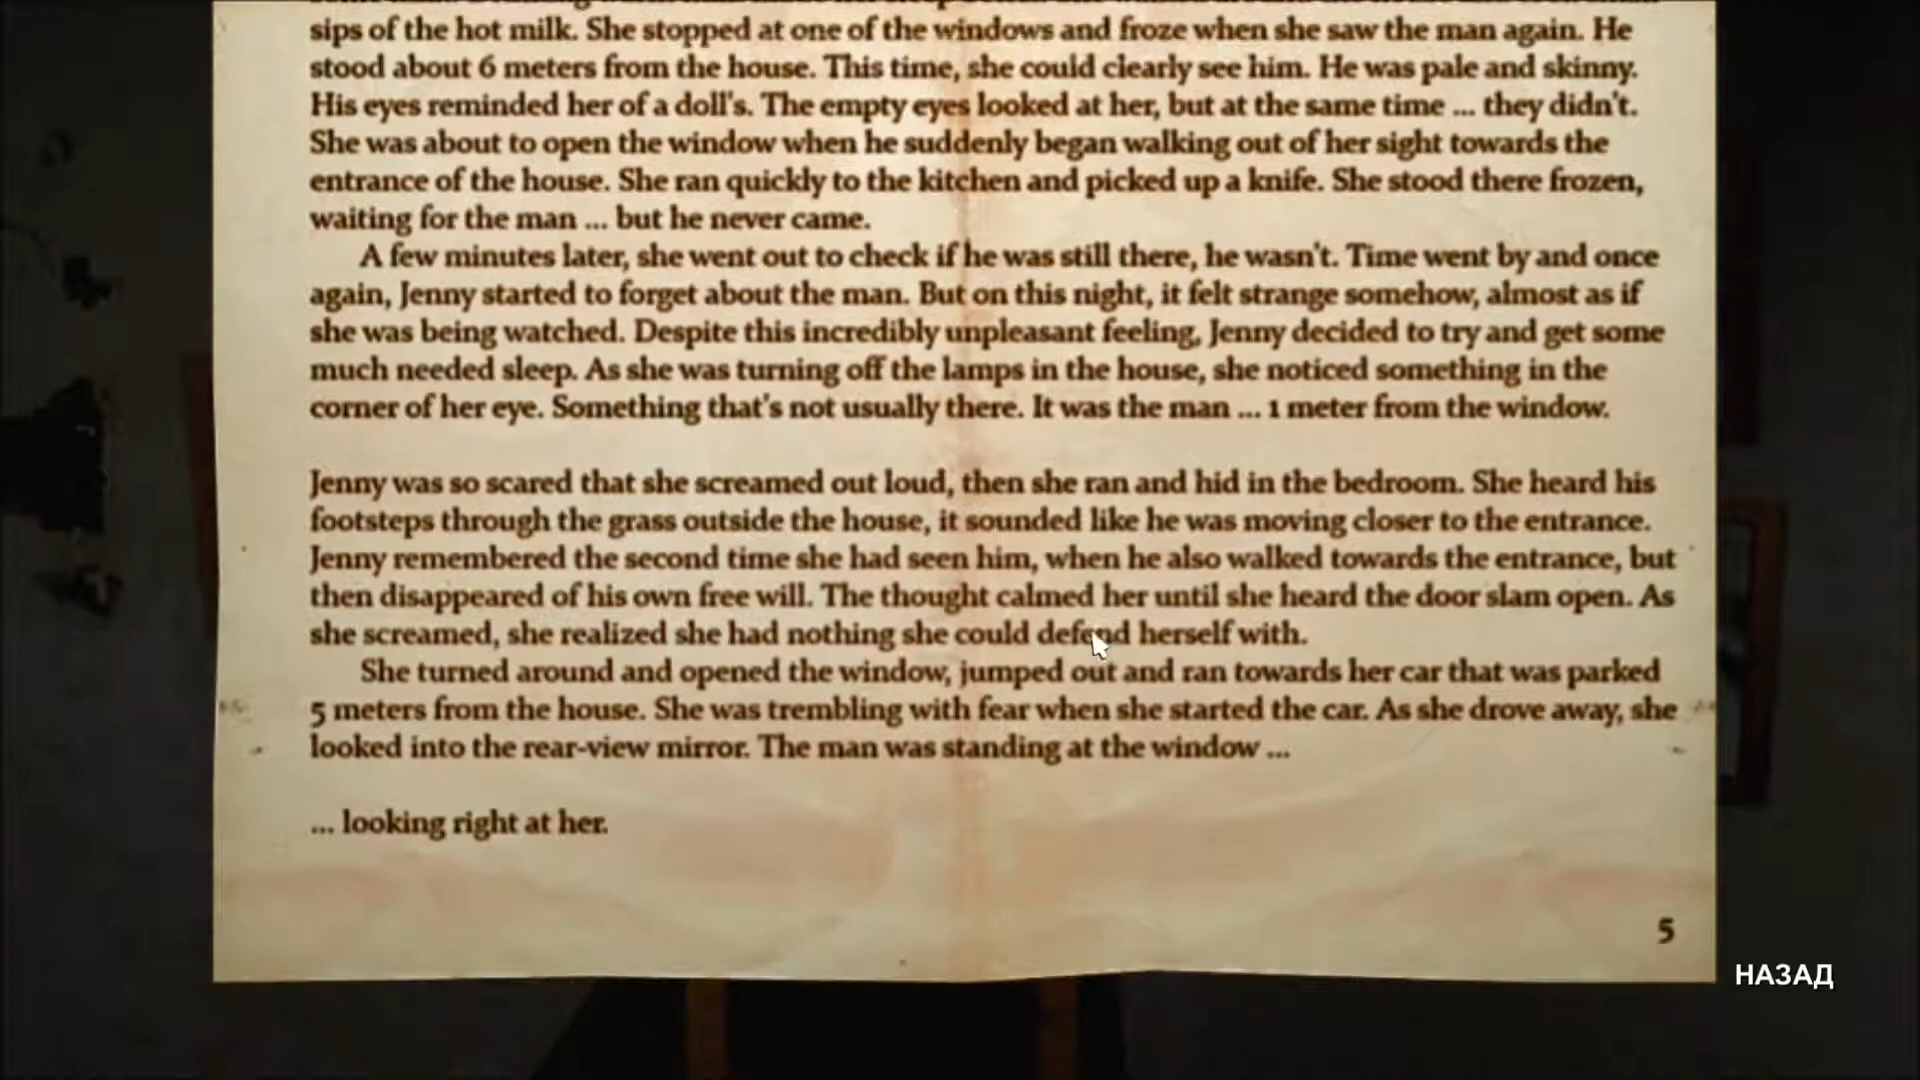 sips of the hot milk. She stopped at one of the windows and froze when she saw the man again. He
stood about 6 meters from the house. This time, she could clearly see him. He was pale and skinny.
His eyes reminded her of a doll's. The empty eyes looked at her, but at the same time ... they didn't.
She was about to open the window when he suddenly began walking out of her sight towards the
entrance of the house. She ran quickly to the kitchen and picked up a knife. She stood there frozen,
waiting for the man ... but he never came.
A few minutes later, she went out to check if he was still there, he wasn't. Time went by and once
again, Jenny started to forget about the man. But on this night, it felt strange somehow, almost as if
she was being watched. Despite this incredibly unpleasant feeling, Jenny decided to try and get some
much needed sleep. As she was turning off the lamps in the house, she noticed something in the
corner of her eye. Something that's not usually there. It was the man ... 1 meter from the window.
Jenny was so scared that she screamed out loud, then she ran and hid in the bedroom. She heard his
footsteps through the grass outside the house, it sounded like he was moving closer to the entrance.
Jenny remembered the second time she had seen him, when he also walked towards the entrance, but
then disappeared of his own free will. The thought calmed her until she heard the door slam open. As
she screamed, she realized she had nothing she could defend herself with.
She turned around and opened the window, jumped out and ran towards her car that was parked
5 meters from the house. She was trembling with fear when she started the car. As she drove away, she
looked into the rear-view mirror. The man was standing at the window ...
... looking right at her.
5
НАЗАД